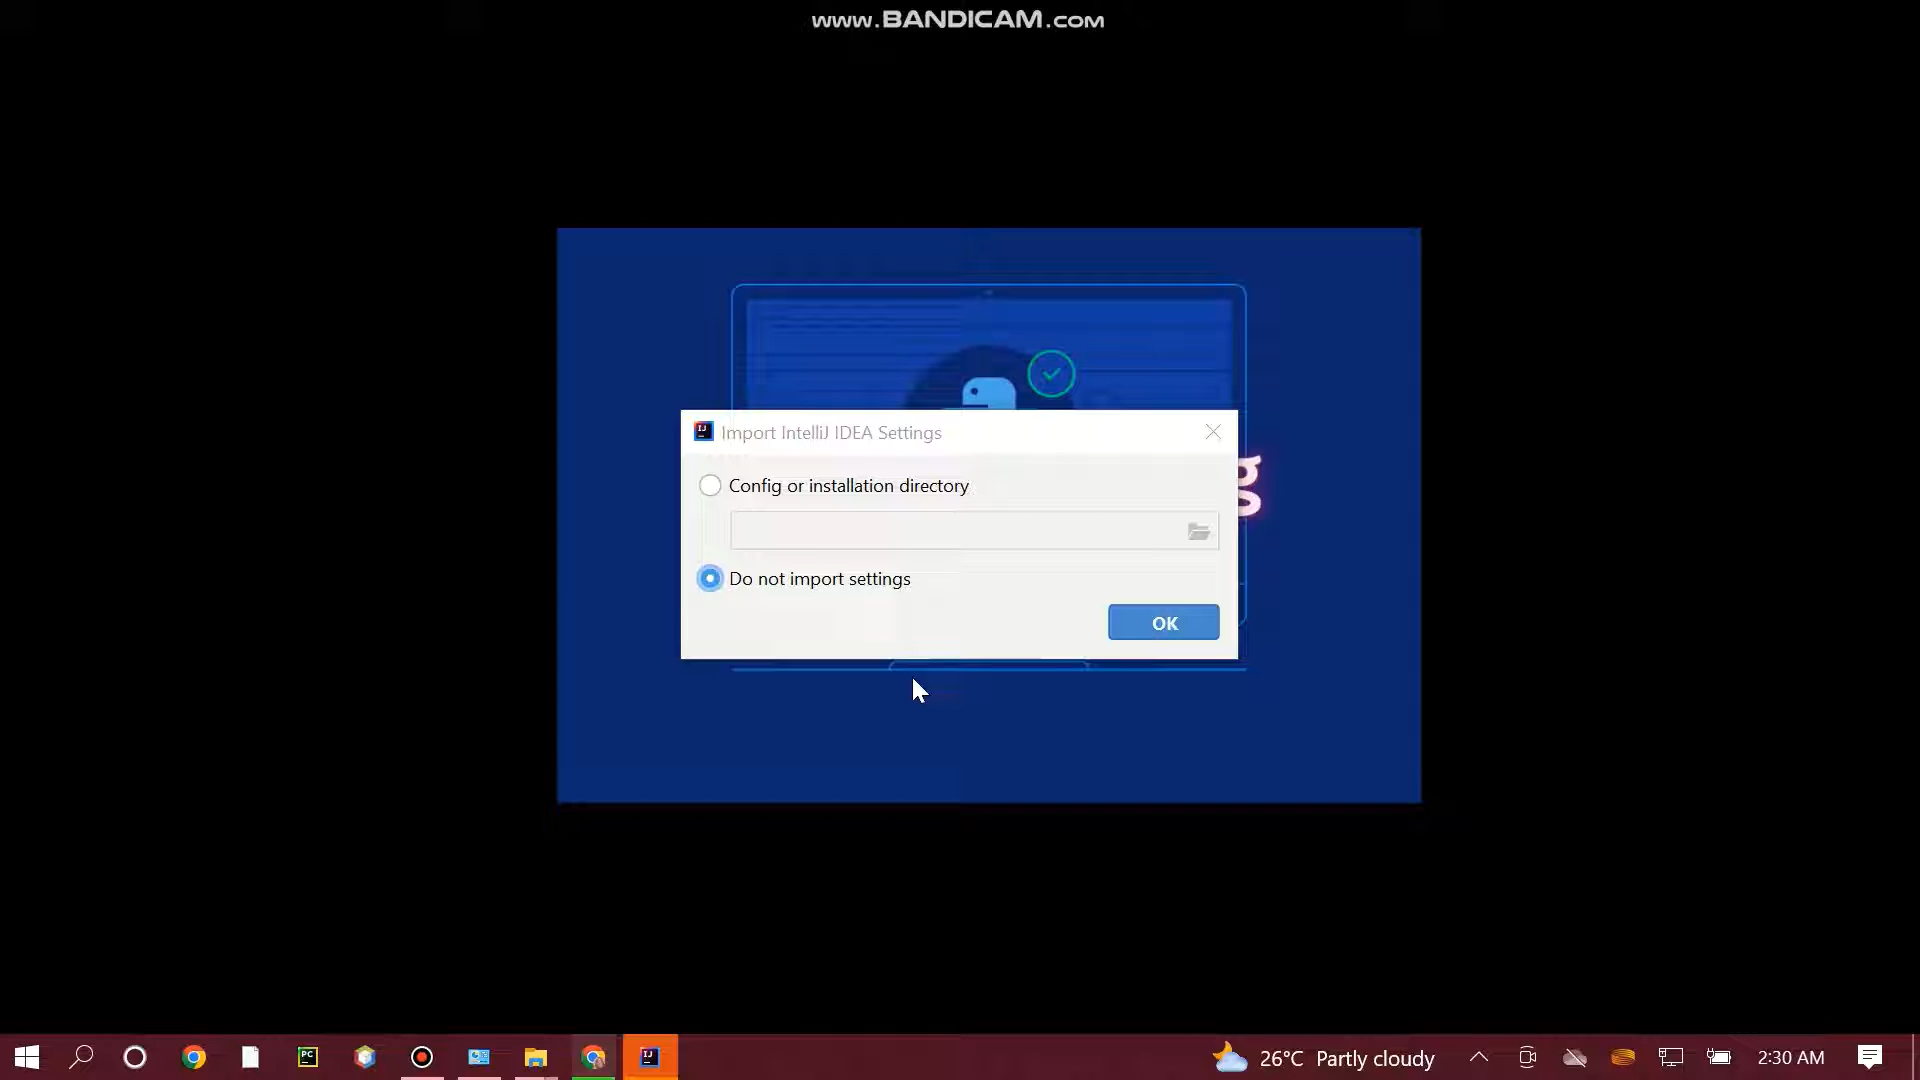 www.BANDICAM.com
Import IntelliJ IDEA Settings
Config or installation directory
g
Do not import settings
OK
26°C Partly cloudy
2:30 AM